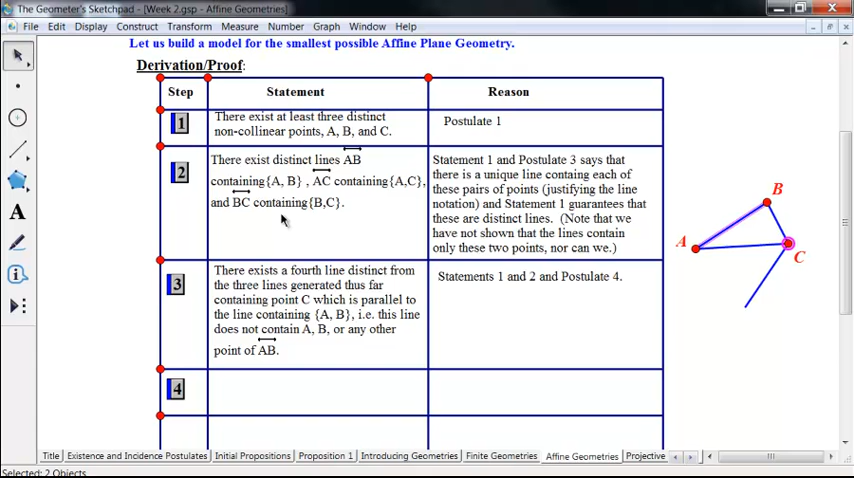 The Geometer's Sketchpad - [Week 2.gsp - Affine Geometries]
File Edit Display Construct Transform Measure Number Graph Window Help
Let us build a model for the smallest possible Affine Plane Geometry.
Derivation/Proof:
Step Statement Reason
1
There exist at least three distinct
non-collinear points, A, B, and C.
Postulate 1
2
There exist distinct lines AB
containing{A, B} , AC containing{A,C},
and BC containing{B,C}.
Statement 1 and Postulate 3 says that
there is a unique line containg each of
these pairs of points (justifying the line
notation) and Statement 1 guarantees that
these are distinct lines. (Note that we
have not shown that the lines contain
only these two points, nor can we.)
3
There exists a fourth line distinct from
the three lines generated thus far
containing point C which is parallel to
the line containing {A, B}, i.e. this line
does not contain A, B, or any other
point of AB.
Statements 1 and 2 and Postulate 4.
4
B
A
C
A
Title Existence and Incidence Postulates Initial Propositions Proposition 1 Introducing Geometries Finite Geometries Affine Geometries Projective
Selected: 2 Objects